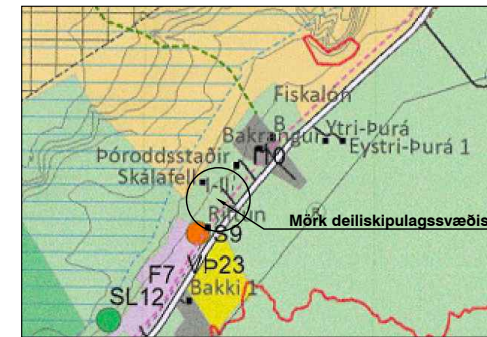 Fiskalón
B
Bakrangur
Ytri-Þurá
Eystri-Þurá 1
I10
Þóroddsstaðir
Skálafell
I-II
Riftun
Mörk deiliskipulagssvæðis
S9
VÞ23
F7
Bakki 1
SL12